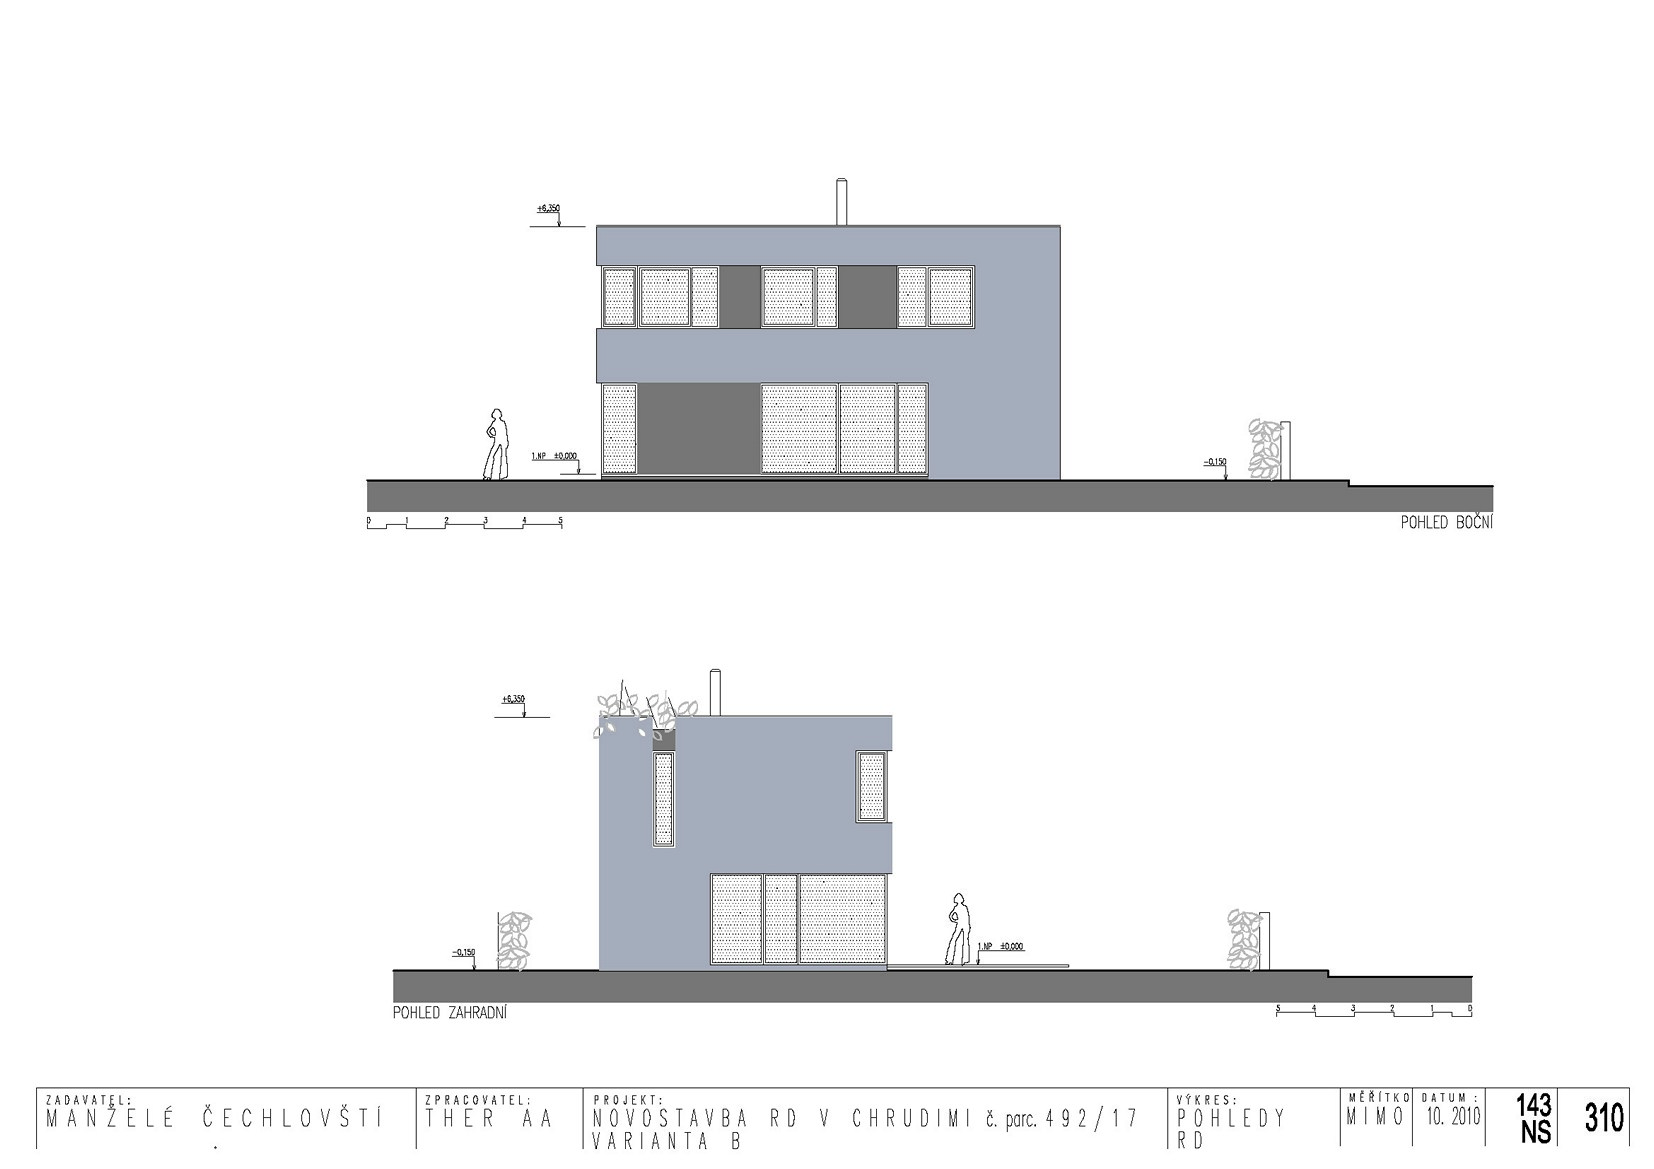 +6,350
1.NP ±0,000
-0,150
0 1 2 3 4 5
POHLED BOČNÍ
+6,350
-0,150
1.NP ±0,000
POHLED ZAHRADNÍ
5 4 3 2 1 0
ZADAVATEL:
MANŽELÉ ČECHLOVŠTÍ
ZPRACOVATEL:
THER AA
PROJEKT:
NOVOSTAVBA RD V CHRUDIMI č. parc. 492/17
VARIANTA B
VÝKRES:
POHLEDY
RD
MĚŘÍTKO
MIMO
DATUM :
10. 2010
143
NS
310